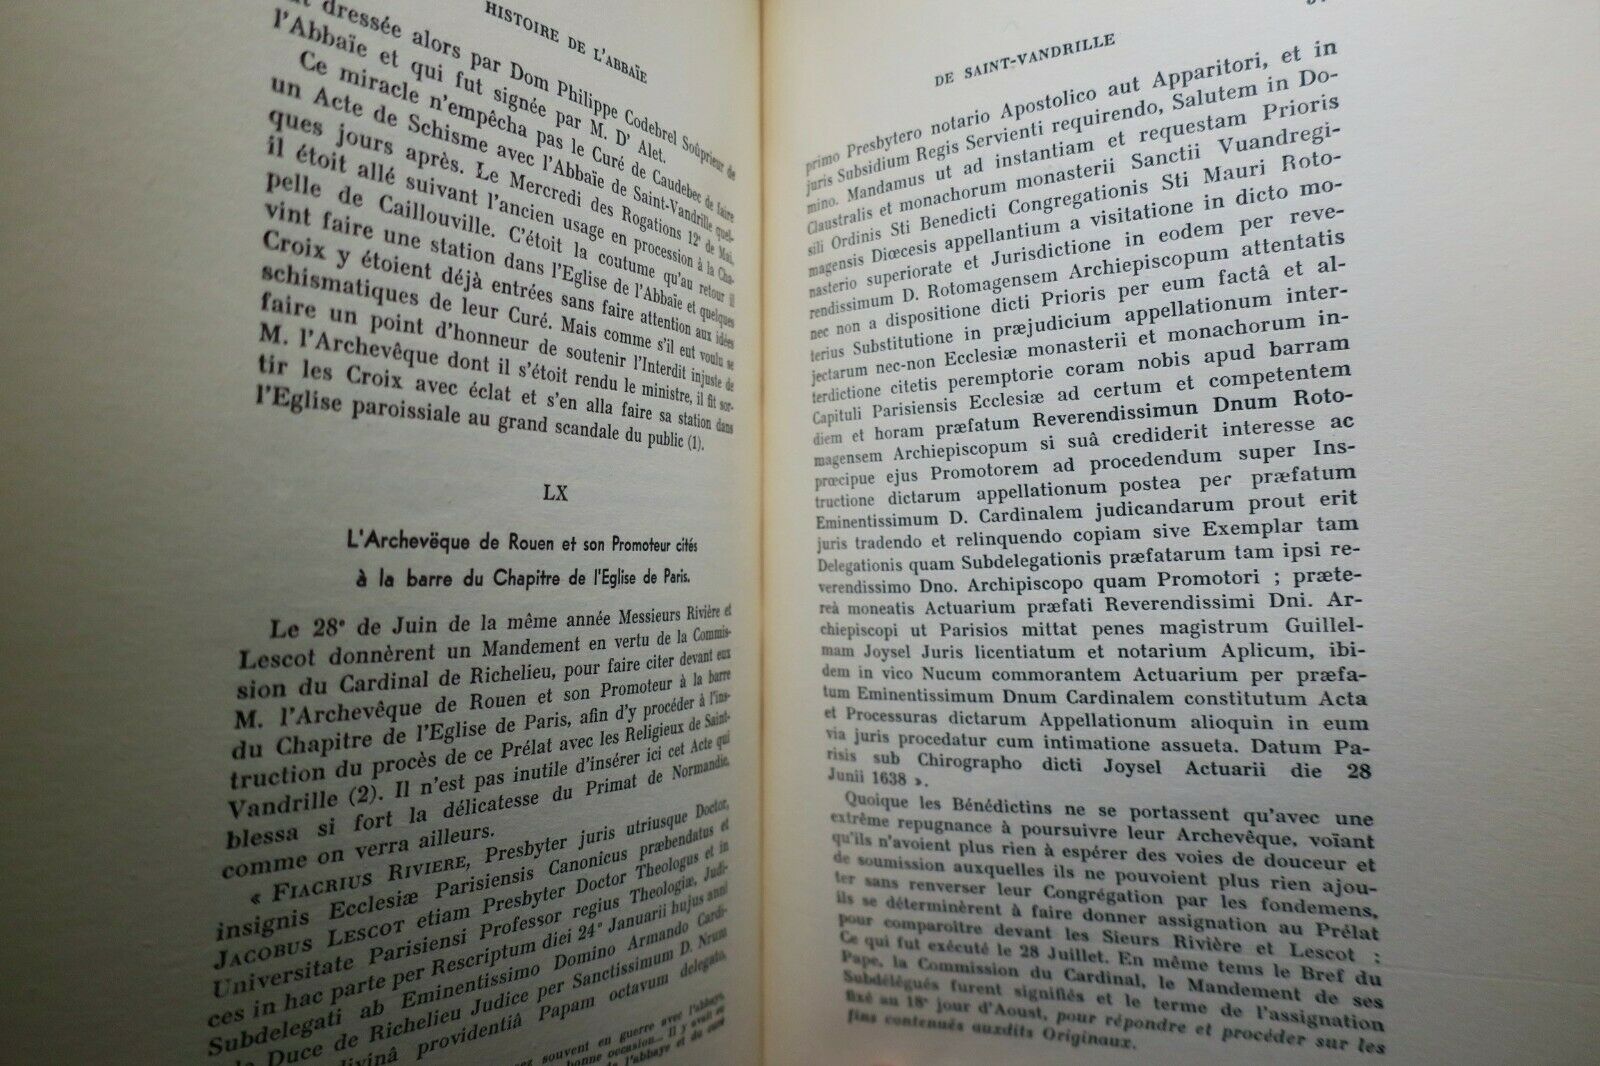 HISTOIRE DE L'ABBAÏE
dressée alors par Dom Philippe Codebrel Soûprieur de
l'Abbaïe et qui fut signée par M. D' Alet.
Ce miracle n'empêcha pas le Curé de Caudebec de faire
un Acte de Schisme avec l'Abbaïe de Saint-Vandrille quel-
ques jours après. Le Mercredi des Rogations 12e de Mai,
il étoit allé suivant l'ancien usage en procession à la Cha-
pelle de Caillouville. C'étoit la coutume qu'au retour il
vint faire une station dans l'Eglise de l'Abbaïe et quelques
Croix y étoient déjà entrées sans faire attention aux idées
schismatiques de leur Curé. Mais comme s'il eut voulu se
faire un point d'honneur de soutenir l'Interdit injuste de
M. l'Archevêque dont il s'étoit rendu le ministre, il fit sor-
tir les Croix avec éclat et s'en alla faire sa station dans
l'Eglise paroissiale au grand scandale du public (1).
LX
L'Archevëque de Rouen et son Promoteur cités
à la barre du Chapitre de l'Eglise de Paris.
Le 28e de Juin de la même année Messieurs Rivière et
Lescot donnèrent un Mandement en vertu de la Commis-
sion du Cardinal de Richelieu, pour faire citer devant eux
M. l'Archevêque de Rouen et son Promoteur à la barre
du Chapitre de l'Eglise de Paris, afin d'y procéder à l'ins-
truction du procès de ce Prélat avec les Religieux de Saint-
Vandrille (2). Il n'est pas inutile d'insérer ici cet Acte qui
blessa si fort la délicatesse du Primat de Normandie,
comme on verra ailleurs.
« FIACRIUS RIVIERE, Presbyter juris utriusque Doctor,
insignis Ecclesiæ Parisiensis Canonicus præbendatus et
JACOBUS LESCOT etiam Presbyter Doctor Theologus et in
Universitate Parisiensi Professor regius Theologiæ, Judi-
ces in hac parte per Rescriptum diei 24a Januarii hujus anni
Subdelegati ab Eminentissimo Domino Armando Cardi-
Duce de Richelieu Judice per Sanctissimum D. Nrum
divinâ providentiâ Papam octavum delegato,
souvent en guerre avec l'abbaye,
bonne occasion... Il y avait eu
l'abbaye et du curé
DE SAINT-VANDRILLE
primo Presbytero notario Apostolico aut Apparitori, et in
juris Subsidium Regis Servienti requirendo, Salutem in Do-
mino. Mandamus ut ad instantiam et requestam Prioris
Claustralis et monachorum monasterii Sanctii Vuandregi-
sili Ordinis Sti Benedicti Congregationis Sti Mauri Roto-
magensis Diœcesis appellantium a visitatione in dicto mo-
nasterio superiorate et Jurisdictione in eodem per reve-
rendissimum D. Rotomagensem Archiepiscopum attentatis
nec non a dispositione dicti Prioris per eum factâ et al-
terius Substitutione in præjudicium appellationum inter-
jectarum nec-non Ecclesiæ monasterii et monachorum in-
terdictione citetis peremptorie coram nobis apud barram
Capituli Parisiensis Ecclesiæ ad certum et competentem
diem et horam præfatum Reverendissimun Dnum Roto-
magensem Archiepiscopum si suâ crediderit interesse ac
prœcipue ejus Promotorem ad procedendum super Ins-
tructione dictarum appellationum postea per præfatum
Eminentissimum D. Cardinalem judicandarum prout erit
juris tradendo et relinquendo copiam sive Exemplar tam
Delegationis quam Subdelegationis præfatarum tam ipsi re-
verendissimo Dno. Archipiscopo quam Promotori ; præte-
reà moneatis Actuarium præfati Reverendissimi Dni. Ar-
chiepiscopi ut Parisios mittat penes magistrum Guillel-
mam Joysel Juris licentiatum et notarium Aplicum, ibi-
dem in vico Nucum commorantem Actuarium per præfa-
tum Eminentissimum Dnum Cardinalem constitutum Acta
et Processuras dictarum Appellationum alioquin in eum
via juris procedatur cum intimatione assueta. Datum Pa-
risis sub Chirographo dicti Joysel Actuarii die 28
Junii 1638 ».
Quoique les Bénédictins ne se portassent qu'avec une
extrême repugnance à poursuivre leur Archevêque, voïant
qu'ils n'avoient plus rien à espérer des voies de douceur et
de soumission auxquelles ils ne pouvoient plus rien ajou-
ter sans renverser leur Congrégation par les fondemens,
ils se déterminèrent à faire donner assignation au Prélat
pour comparoître devant les Sieurs Rivière et Lescot ;
Ce qui fut exécuté le 28 Juillet. En même tems le Bref du
Pape, la Commission du Cardinal, le Mandement de ses
Subdélégués furent signifiés et le terme de l'assignation
fixé au 18e jour d'Aoust, pour répondre et procéder sur les
fins contenuës auxdits Originaux.